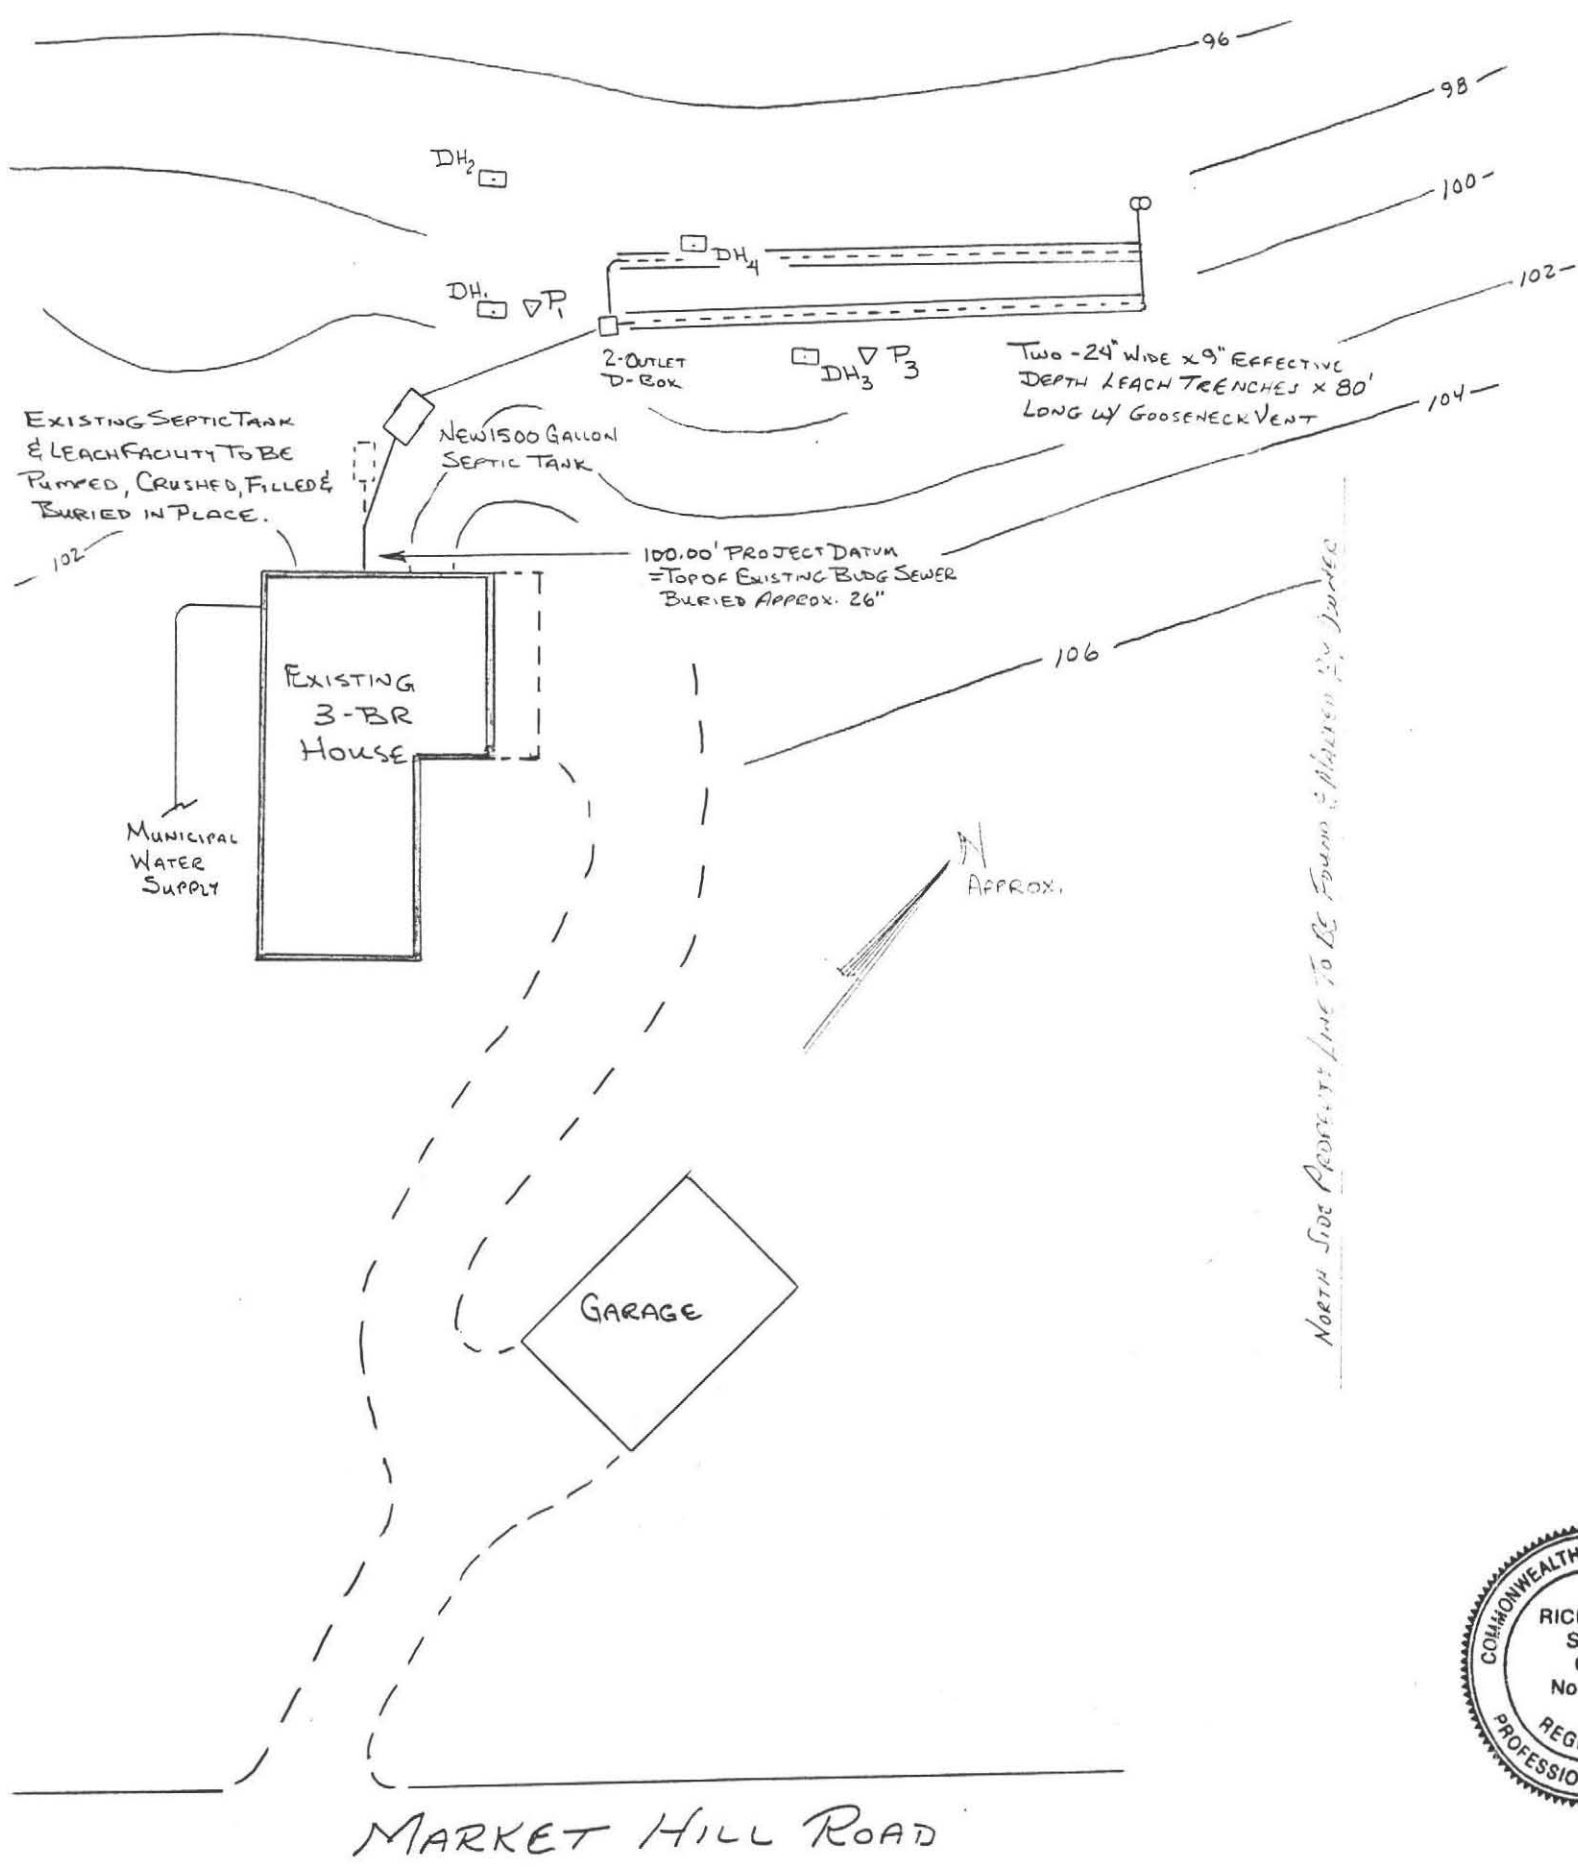 96
98
100
102
104
DH2
DH4
DH1
P1
2-OUTLET
D-BOX
DH3
P3
TWO -24" WIDE x 9" EFFECTIVE
DEPTH LEACH TRENCHES x 80'
LONG W/ GOOSENECK VENT
EXISTING SEPTIC TANK
& LEACH FACILITY TO BE
PUMPED, CRUSHED, FILLED &
BURIED IN PLACE.
NEW 1500 GALLON
SEPTIC TANK
102
100.00' PROJECT DATUM
=TOP OF EXISTING BLDG SEWER
BURIED APPROX. 26"
106
EXISTING
3-BR
HOUSE
MUNICIPAL
WATER
SUPPLY
N
APPROX.
NORTH SIDE PROPERTY LINE TO BE FOUND & MARKED BY OWNER
GARAGE
MARKET HILL ROAD
COMMONWEALTH
No